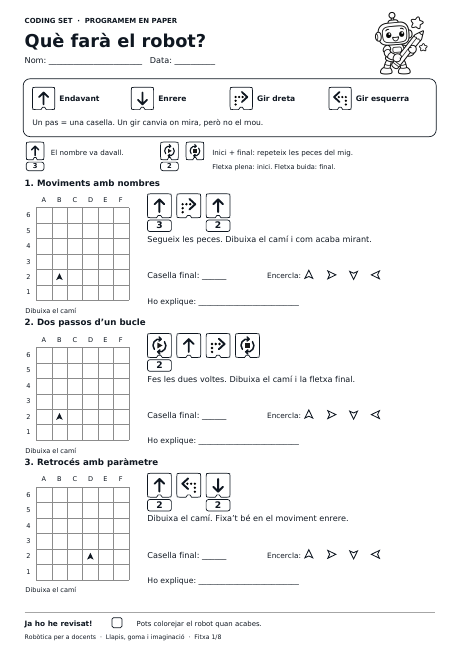 CODING SET · PROGRAMEM EN PAPER
Què farà el robot?
Nom: ____________________ Data: __________
Endavant Enrere Gir dreta Gir esquerra
Un pas = una casella. Un gir canvia on mira, però no el mou.
El nombre va davall. Inici + final: repeteix les peces del mig.
3 2 Fletxa plena: inici. Fletxa buida: final.
1. Moviments amb nombres
A B C D E F
6
5
4
3
2
1
3 2
Segueix les peces. Dibuixa el camí i com acaba mirant.
Casella final: ______ Encercla:
Ho explique: _________________________
Dibuixa el camí
2. Dos passos d’un bucle
A B C D E F
6
5
4
3
2
1
2
Fes les dues voltes. Dibuixa el camí i la fletxa final.
Casella final: ______ Encercla:
Ho explique: _________________________
Dibuixa el camí
3. Retrocés amb paràmetre
A B C D E F
6
5
4
3
2
1
2 2
Dibuixa el camí. Fixa’t bé en el moviment enrere.
Casella final: ______ Encercla:
Ho explique: _________________________
Dibuixa el camí
Ja ho he revisat! Pots colorejar el robot quan acabes.
Robòtica per a docents · Llapis, goma i imaginació · Fitxa 1/8